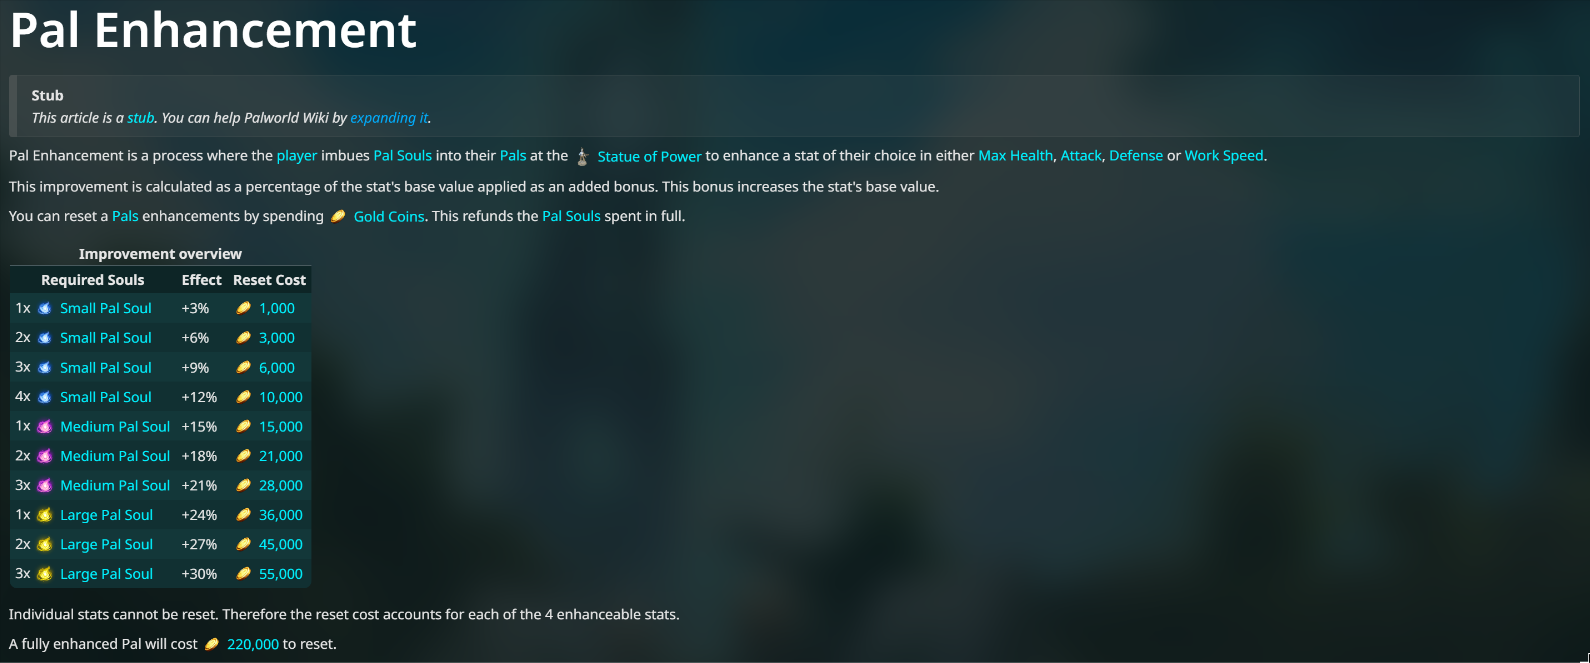 Pal Enhancement
Stub
This article is a stub. You can help Palworld Wiki by expanding it.
Pal Enhancement is a process where the player imbues Pal Souls into their Pals at the Statue of Power to enhance a stat of their choice in either Max Health, Attack, Defense or Work Speed.
This improvement is calculated as a percentage of the stat's base value applied as an added bonus. This bonus increases the stat's base value.
You can reset a Pals enhancements by spending Gold Coins. This refunds the Pal Souls spent in full.
Improvement overview
Required Souls Effect Reset Cost
1x Small Pal Soul +3% 1,000
2x Small Pal Soul +6% 3,000
3x Small Pal Soul +9% 6,000
4x Small Pal Soul +12% 10,000
1x Medium Pal Soul +15% 15,000
2x Medium Pal Soul +18% 21,000
3x Medium Pal Soul +21% 28,000
1x Large Pal Soul +24% 36,000
2x Large Pal Soul +27% 45,000
3x Large Pal Soul +30% 55,000
Individual stats cannot be reset. Therefore the reset cost accounts for each of the 4 enhanceable stats.
A fully enhanced Pal will cost 220,000 to reset.